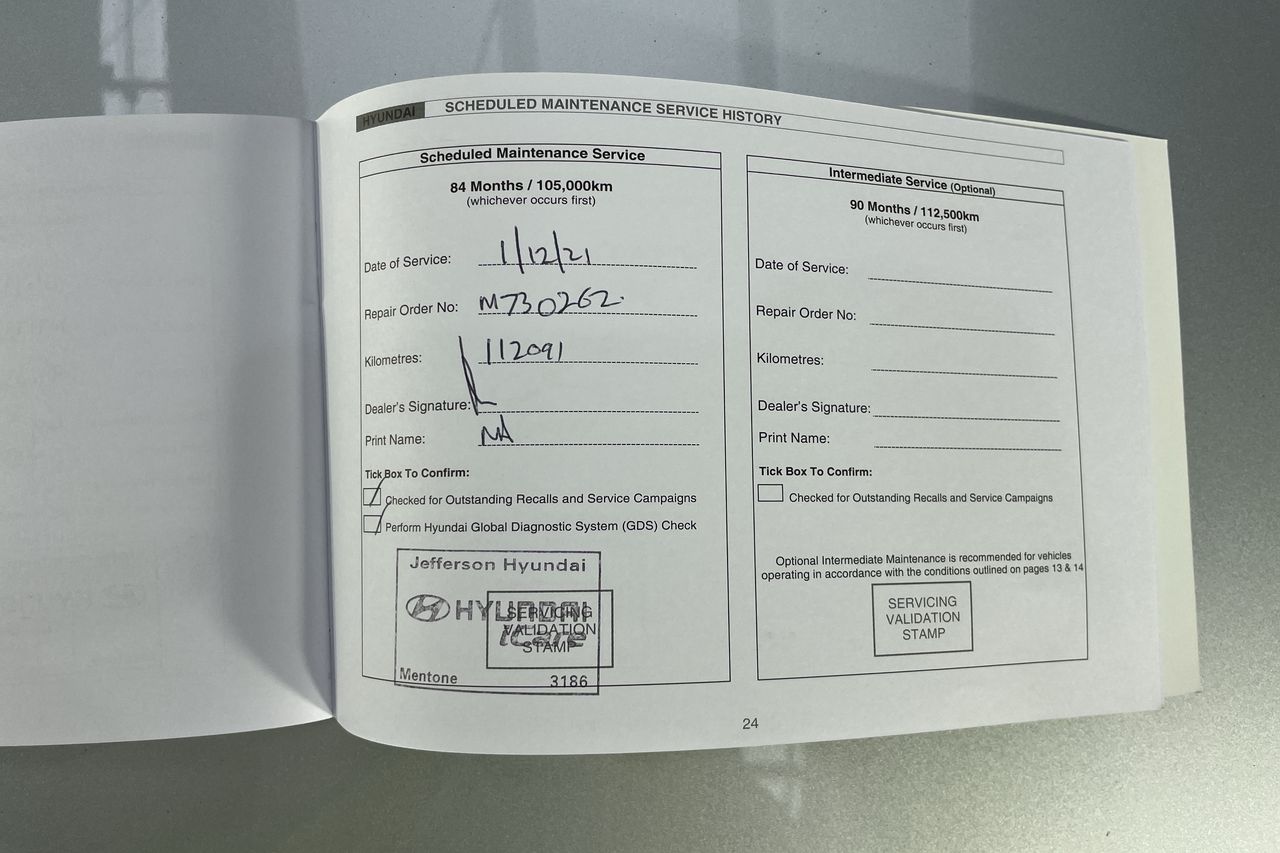 HYUNDAI SCHEDULED MAINTENANCE SERVICE HISTORY
Scheduled Maintenance Service
84 Months / 105,000km
(whichever occurs first)
Date of Service: 1/12/21
Repair Order No: M730262.
Kilometres: 112091
Dealer's Signature:
Print Name: NA
Tick Box To Confirm:
Checked for Outstanding Recalls and Service Campaigns
Perform Hyundai Global Diagnostic System (GDS) Check
Jefferson Hyundai
HYUNDAI
iCare
SERVICING
VALIDATION
STAMP
Mentone 3186
Intermediate Service (Optional)
90 Months / 112,500km
(whichever occurs first)
Date of Service:
Repair Order No:
Kilometres:
Dealer's Signature:
Print Name:
Tick Box To Confirm:
Checked for Outstanding Recalls and Service Campaigns
Optional Intermediate Maintenance is recommended for vehicles
operating in accordance with the conditions outlined on pages 13 & 14
SERVICING
VALIDATION
STAMP
24